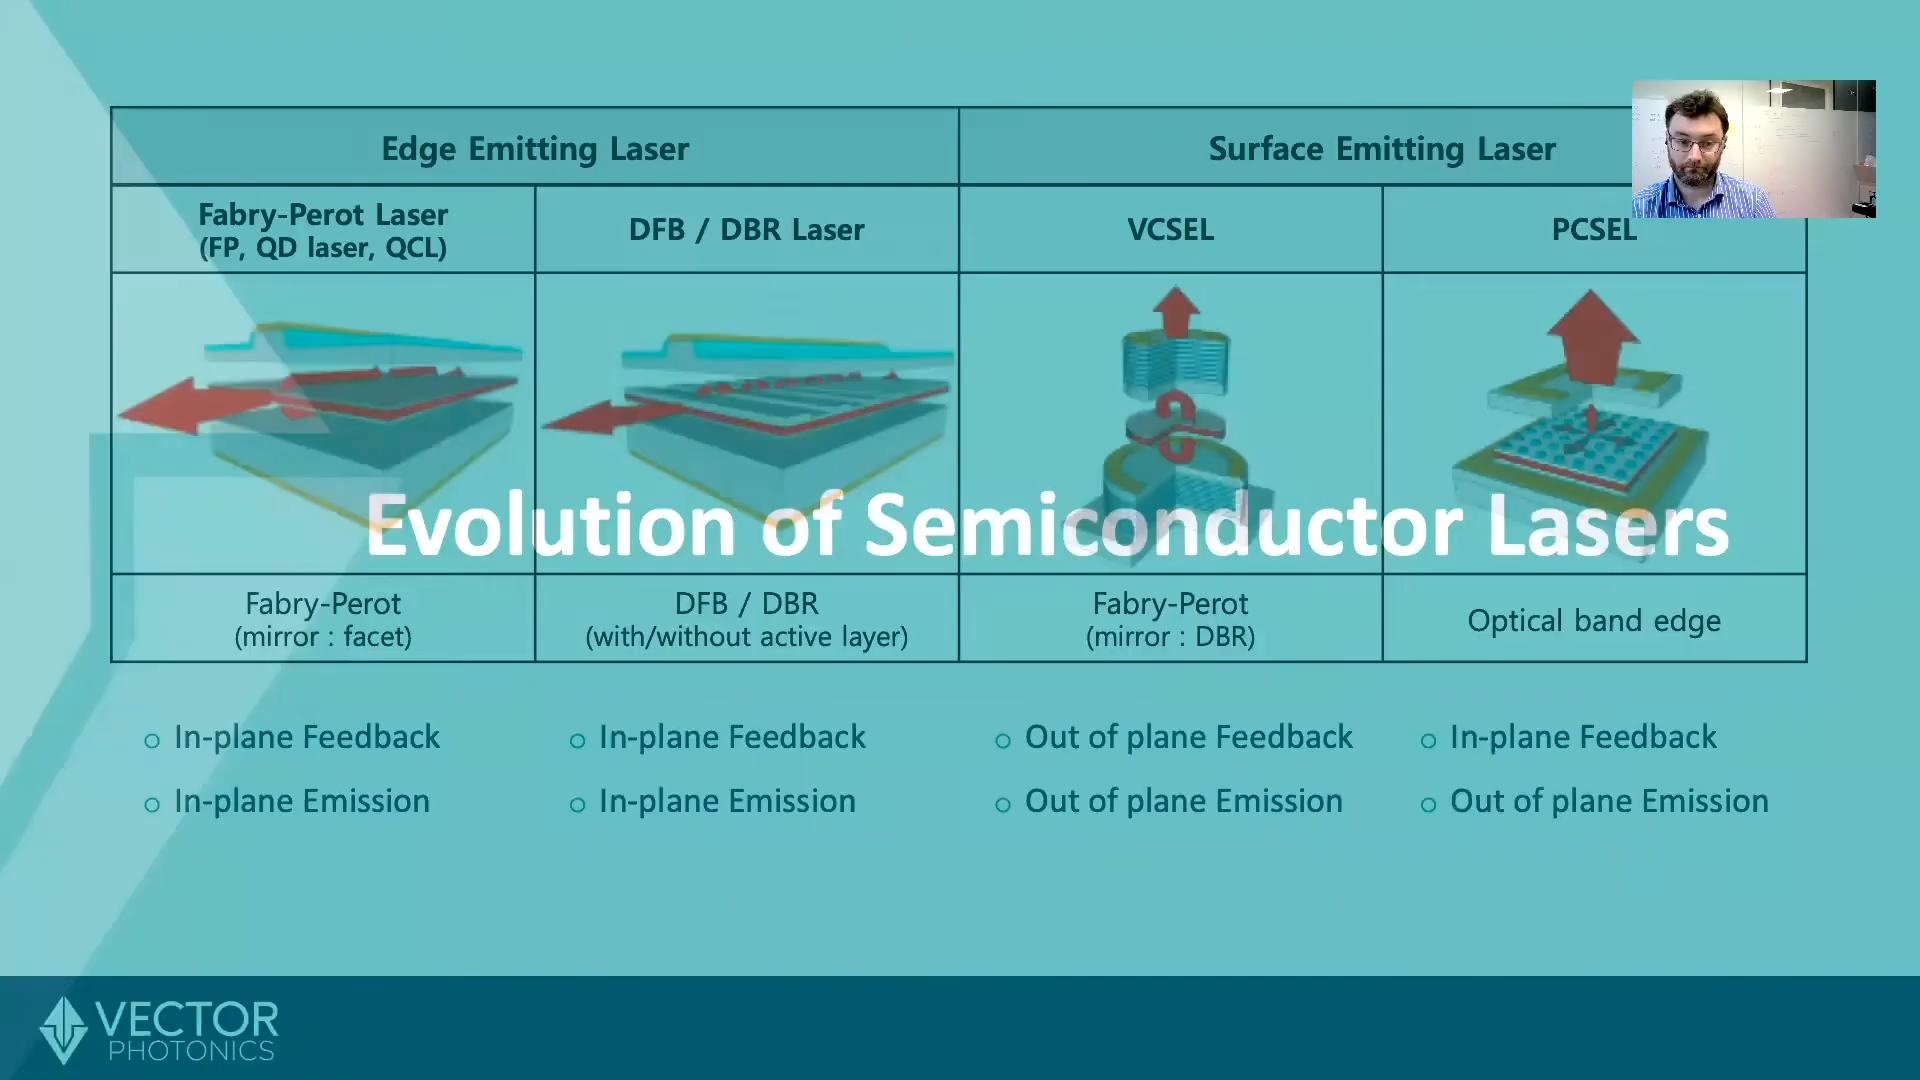 Edge Emitting Laser
Surface Emitting Laser
Fabry-Perot Laser
(FP, QD laser, QCL)
DFB / DBR Laser
VCSEL
PCSEL
Evolution of Semiconductor Lasers
Fabry-Perot
(mirror : facet)
DFB / DBR
(with/without active layer)
Fabry-Perot
(mirror : DBR)
Optical band edge
In-plane Feedback
In-plane Emission
In-plane Feedback
In-plane Emission
Out of plane Feedback
Out of plane Emission
In-plane Feedback
Out of plane Emission
VECTOR
PHOTONICS